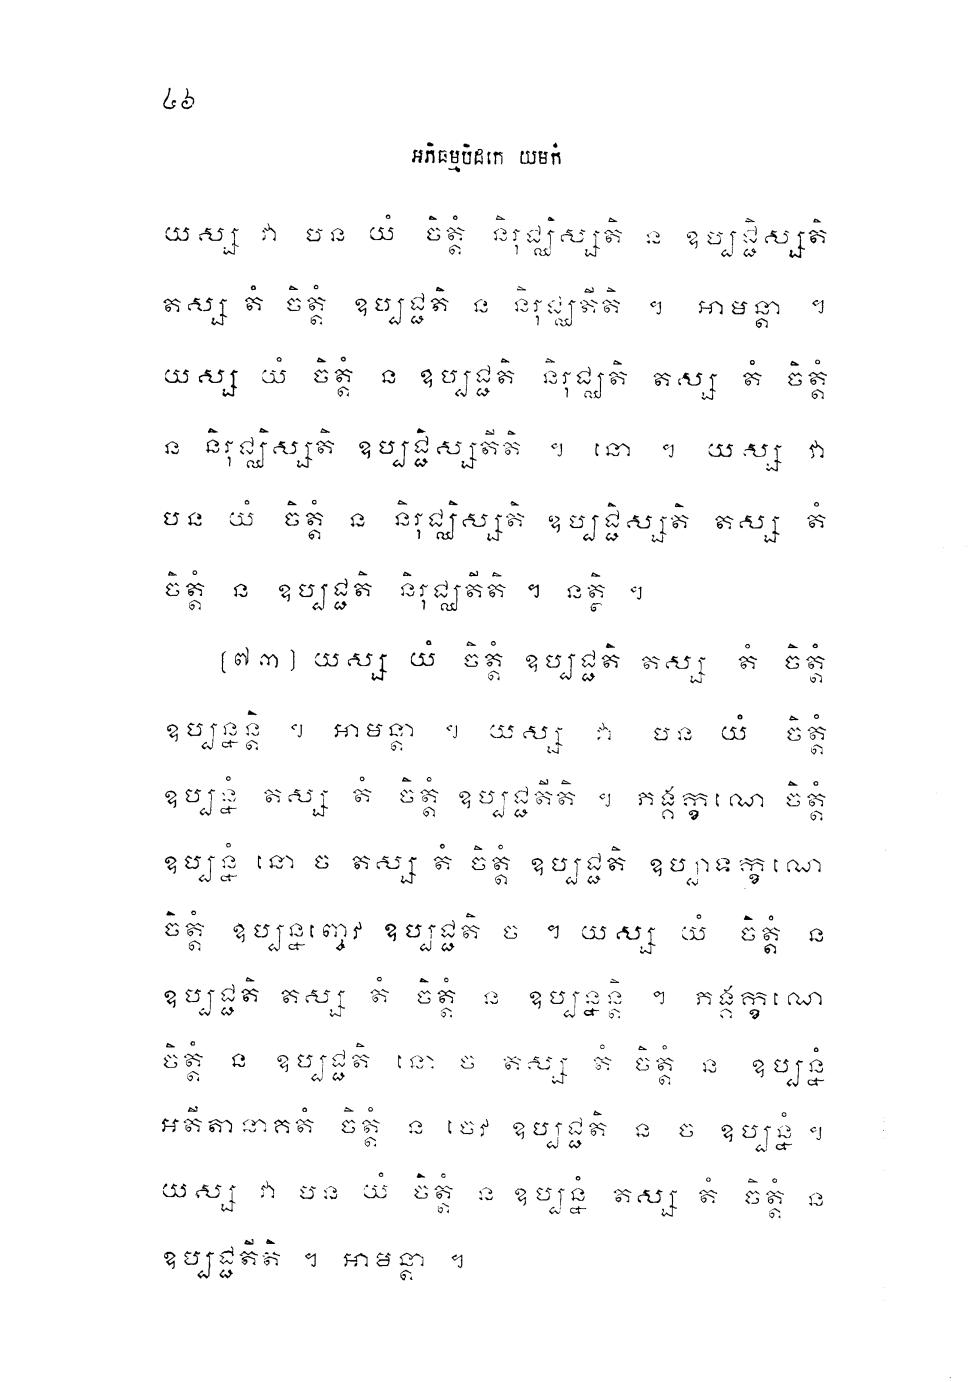 ៤៦
អភិធម្មបិដកេ យមកំ
យស្ស វា បន យំ ចិត្តំ និរុជ្ឈិស្សតិ ន ឧប្បជ្ជិស្សតិ
តស្ស តំ ចិត្តំ ឧប្បជ្ជតិ ន និរុជ្ឈតីតិ ។ អាមន្តា ។
យស្ស យំ ចិត្តំ ន ឧប្បជ្ជតិ និរុជ្ឈតិ តស្ស តំ ចិត្តំ
ន និរុជ្ឈិស្សតិ ឧប្បជ្ជិស្សតីតិ ។ នោ ។ យស្ស វា
បន យំ ចិត្តំ ន និរុជ្ឈិស្សតិ ឧប្បជ្ជិស្សតិ តស្ស តំ
ចិត្តំ ន ឧប្បជ្ជតិ និរុជ្ឈតីតិ ។ នត្ថិ ។
[៧៣] យស្ស យំ ចិត្តំ ឧប្បជ្ជតិ តស្ស តំ ចិត្តំ
ឧប្បន្នន្តិ ។ អាមន្តា ។ យស្ស វា បន យំ ចិត្តំ
ឧប្បន្នំ តស្ស តំ ចិត្តំ ឧប្បជ្ជតីតិ ។ ភង្គក្ខណេ ចិត្តំ
ឧប្បន្នំ នោ ច តស្ស តំ ចិត្តំ ឧប្បជ្ជតិ ឧប្បាទក្ខណេ
ចិត្តំ ឧប្បន្នញ្ចេវ ឧប្បជ្ជតិ ច ។ យស្ស យំ ចិត្តំ ន
ឧប្បជ្ជតិ តស្ស តំ ចិត្តំ ន ឧប្បន្នន្តិ ។ ភង្គក្ខណេ
ចិត្តំ ន ឧប្បជ្ជតិ នោ ច តស្ស តំ ចិត្តំ ន ឧប្បន្នំ
អតីតានាគតំ ចិត្តំ ន ចេវ ឧប្បជ្ជតិ ន ច ឧប្បន្នំ ។
យស្ស វា បន យំ ចិត្តំ ន ឧប្បន្នំ តស្ស តំ ចិត្តំ ន
ឧប្បជ្ជតីតិ ។ អាមន្តា ។